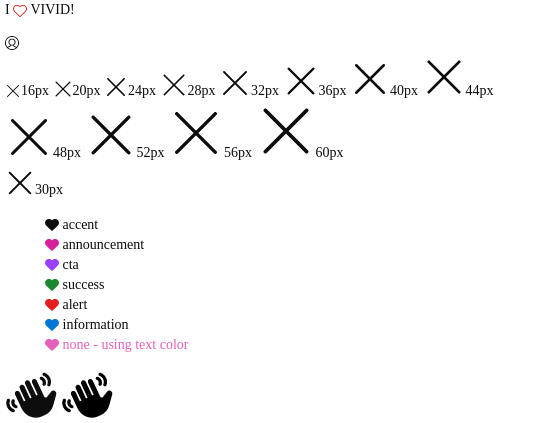 I VIVID!
16px 20px 24px 28px 32px 36px 40px 44px
48px 52px 56px 60px
30px
accent
announcement
cta
success
alert
information
none - using text color